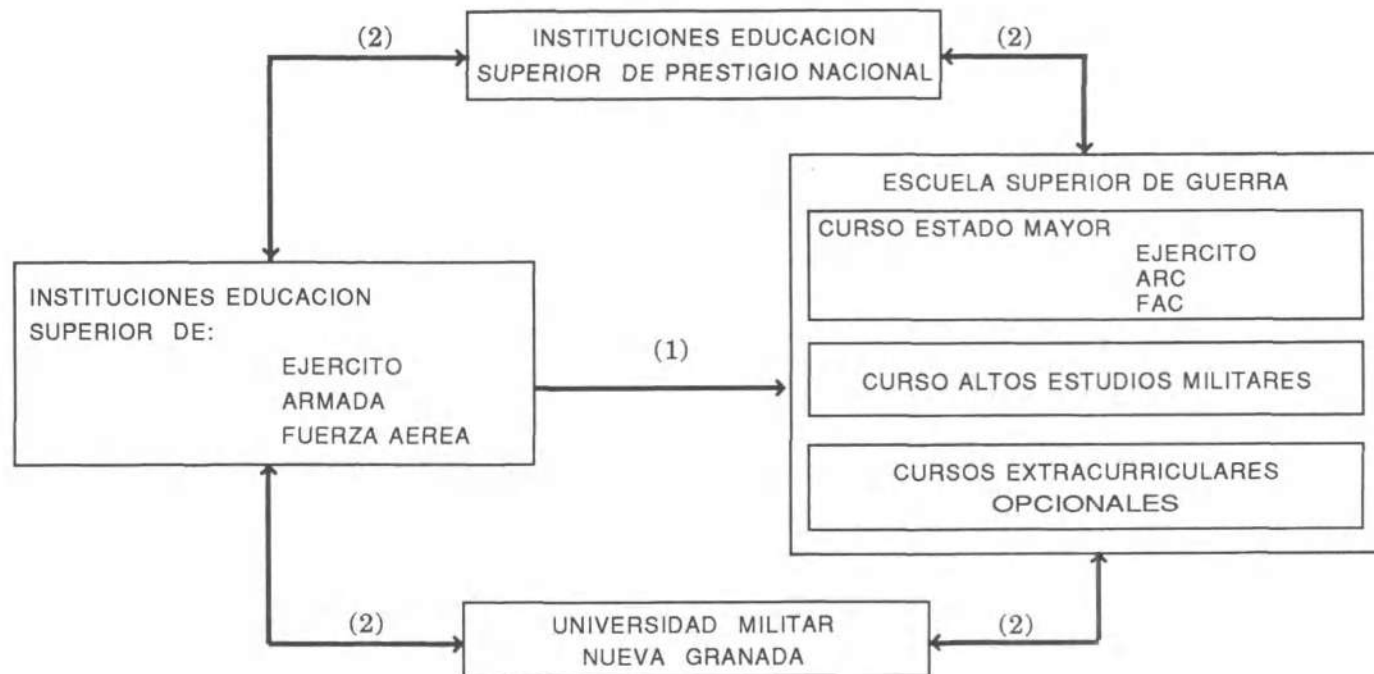 (2)
INSTITUCIONES EDUCACION
SUPERIOR DE PRESTIGIO NACIONAL
(2)
ESCUELA SUPERIOR DE GUERRA
CURSO ESTADO MAYOR
EJERCITO
ARC
FAC
INSTITUCIONES EDUCACION
SUPERIOR DE:
EJERCITO
ARMADA
FUERZA AEREA
(1)
CURSO ALTOS ESTUDIOS MILITARES
CURSOS EXTRACURRICULARES
OPCIONALES
(2)
UNIVERSIDAD MILITAR
NUEVA GRANADA
(2)